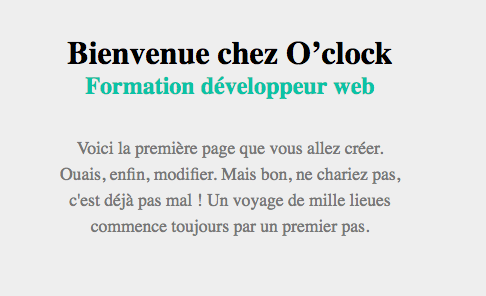 Bienvenue chez O’clock
Formation développeur web
Voici la première page que vous allez créer.
Ouais, enfin, modifier. Mais bon, ne chariez pas,
c'est déjà pas mal ! Un voyage de mille lieues
commence toujours par un premier pas.